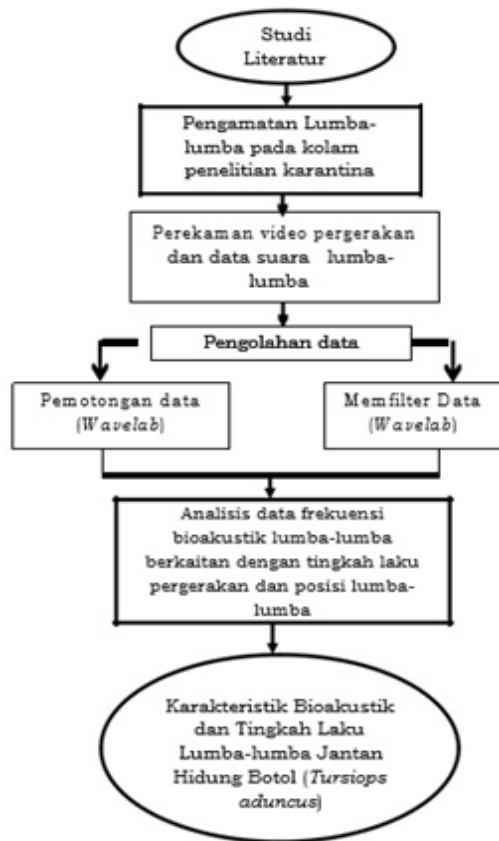 Studi
Literatur
Pengamatan Lumba-
lumba pada kolam
penelitian karantina
Perekaman video pergerakan
dan data suara lumba-
lumba
Pengolahan data
Pemotongan data
(Wavelab)
Memfilter Data
(Wavelab)
Analisis data frekuensi
bioakustik lumba-lumba
berkaitan dengan tingkah laku
pergerakan dan posisi lumba-
lumba
Karakteristik Bioakustik
dan Tingkah Laku
Lumba-lumba Jantan
Hidung Botol (Tursiops
aduncus)